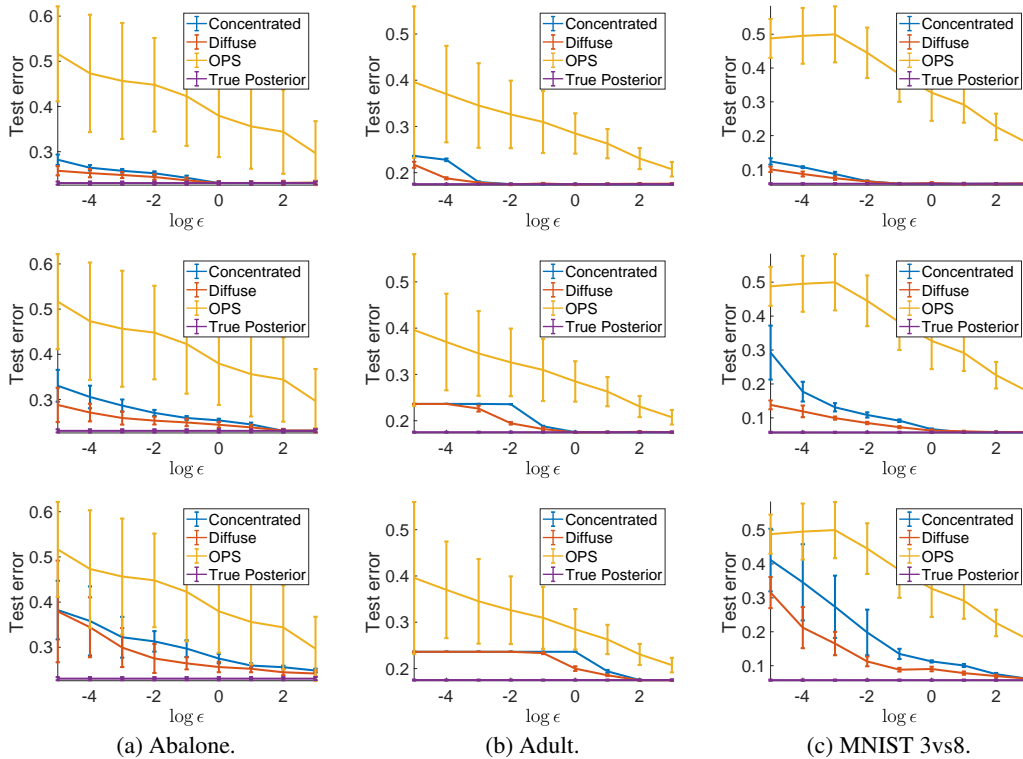 Test error
0.6
0.5
0.4
0.3
-4 -2 0 2
log ϵ
Concentrated
Diffuse
OPS
True Posterior
Test error
0.5
0.4
0.3
0.2
-4 -2 0 2
log ϵ
Concentrated
Diffuse
OPS
True Posterior
Test error
0.5
0.4
0.3
0.2
0.1
-4 -2 0 2
log ϵ
Concentrated
Diffuse
OPS
True Posterior
Test error
0.6
0.5
0.4
0.3
-4 -2 0 2
log ϵ
Concentrated
Diffuse
OPS
True Posterior
Test error
0.5
0.4
0.3
0.2
-4 -2 0 2
log ϵ
Concentrated
Diffuse
OPS
True Posterior
Test error
0.5
0.4
0.3
0.2
0.1
-4 -2 0 2
log ϵ
Concentrated
Diffuse
OPS
True Posterior
Test error
0.6
0.5
0.4
0.3
-4 -2 0 2
log ϵ
Concentrated
Diffuse
OPS
True Posterior
Test error
0.5
0.4
0.3
0.2
-4 -2 0 2
log ϵ
Concentrated
Diffuse
OPS
True Posterior
Test error
0.5
0.4
0.3
0.2
0.1
-4 -2 0 2
log ϵ
Concentrated
Diffuse
OPS
True Posterior
(a) Abalone.
(b) Adult.
(c) MNIST 3vs8.